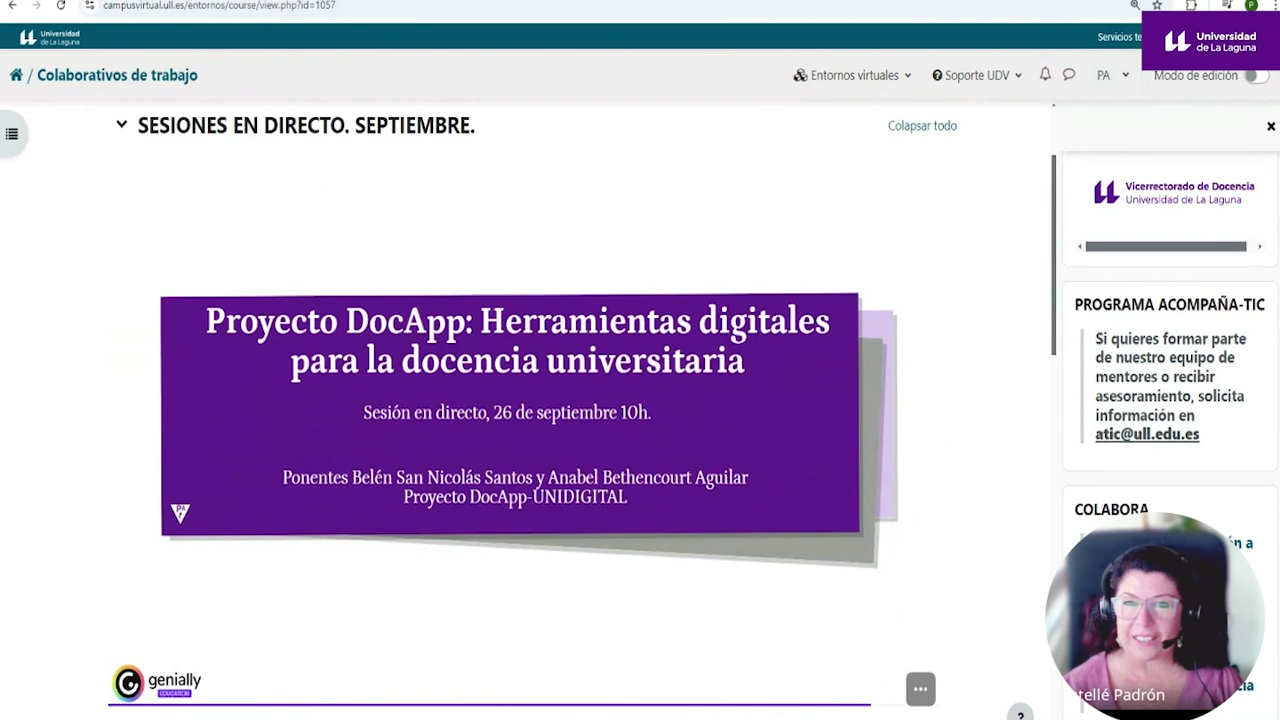 campusvirtual.ull.es/entornos/course/view.php?id=1057
Universidad
de La Laguna
Servicios te
Universidad
de La Laguna
/ Colaborativos de trabajo
Entornos virtuales
Soporte UDV
PA
Modo de edición
SESIONES EN DIRECTO. SEPTIEMBRE.
Colapsar todo
Vicerrectorado de Docencia
Universidad de La Laguna
Proyecto DocApp: Herramientas digitales
para la docencia universitaria
Sesión en directo, 26 de septiembre 10h.
Ponentes Belén San Nicolás Santos y Anabel Bethencourt Aguilar
Proyecto DocApp-UNIDIGITAL
PROGRAMA ACOMPAÑA-TIC
Si quieres formar parte
de nuestro equipo de
mentores o recibir
asesoramiento, solicita
información en
atic@ull.edu.es
COLABORA
tellé Padrón
genially
EDUCATION
?